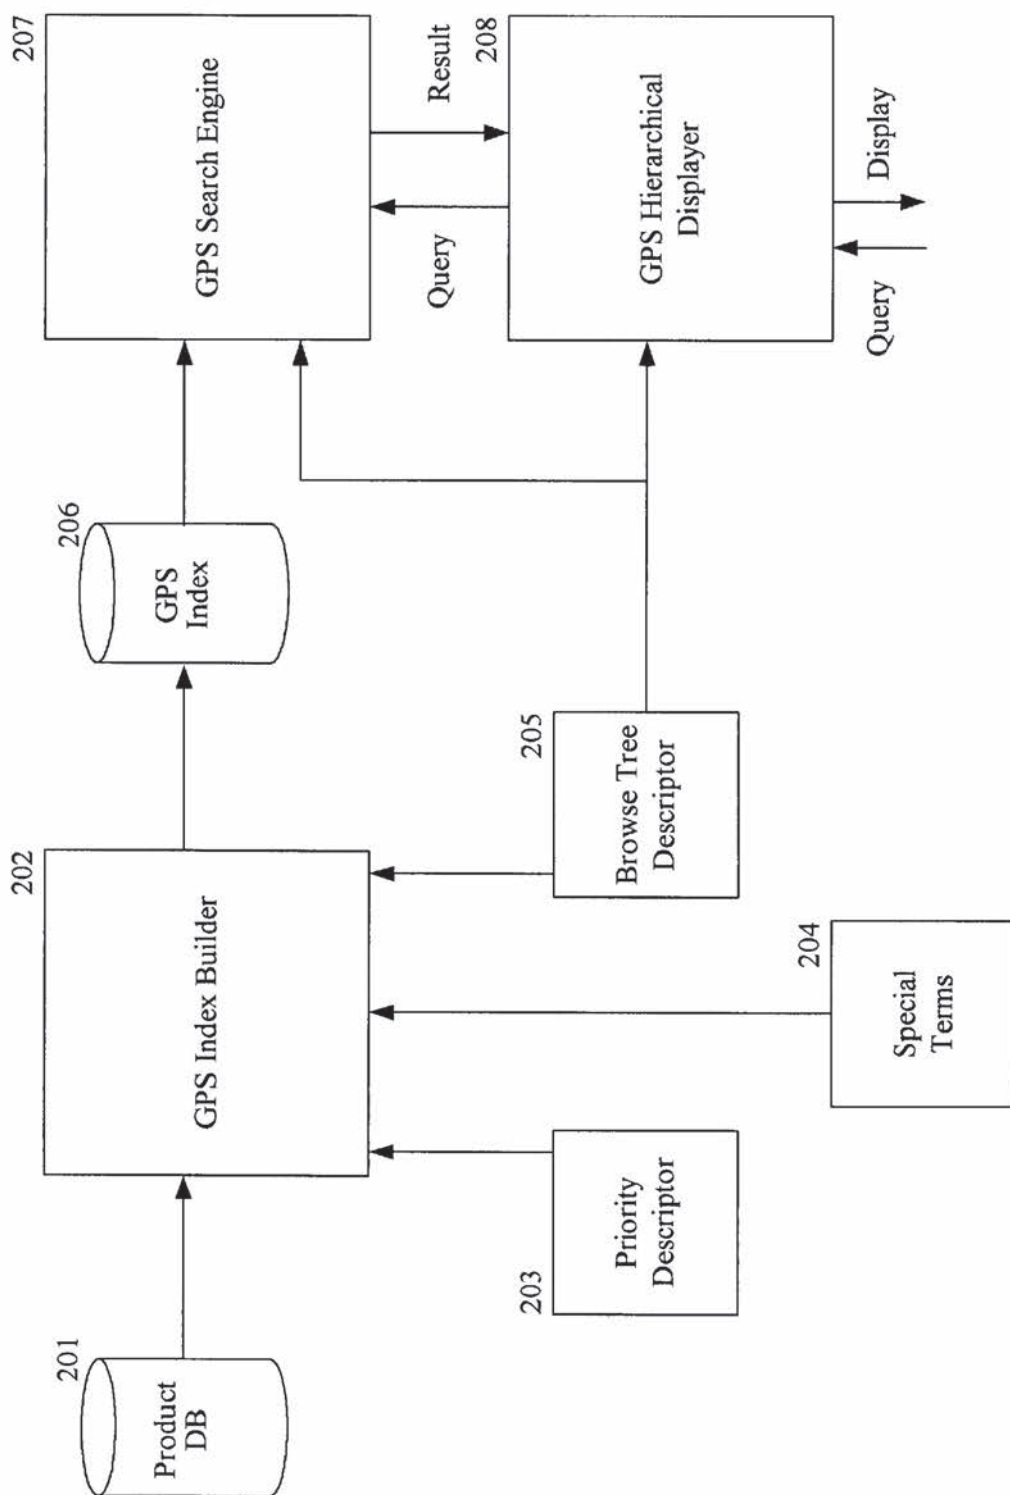 201
Product
DB
202
GPS Index Builder
206
GPS
Index
207
GPS Search Engine
203
Priority
Descriptor
204
Special
Terms
205
Browse Tree
Descriptor
Query
Result
208
GPS Hierarchical
Displayer
Query
Display